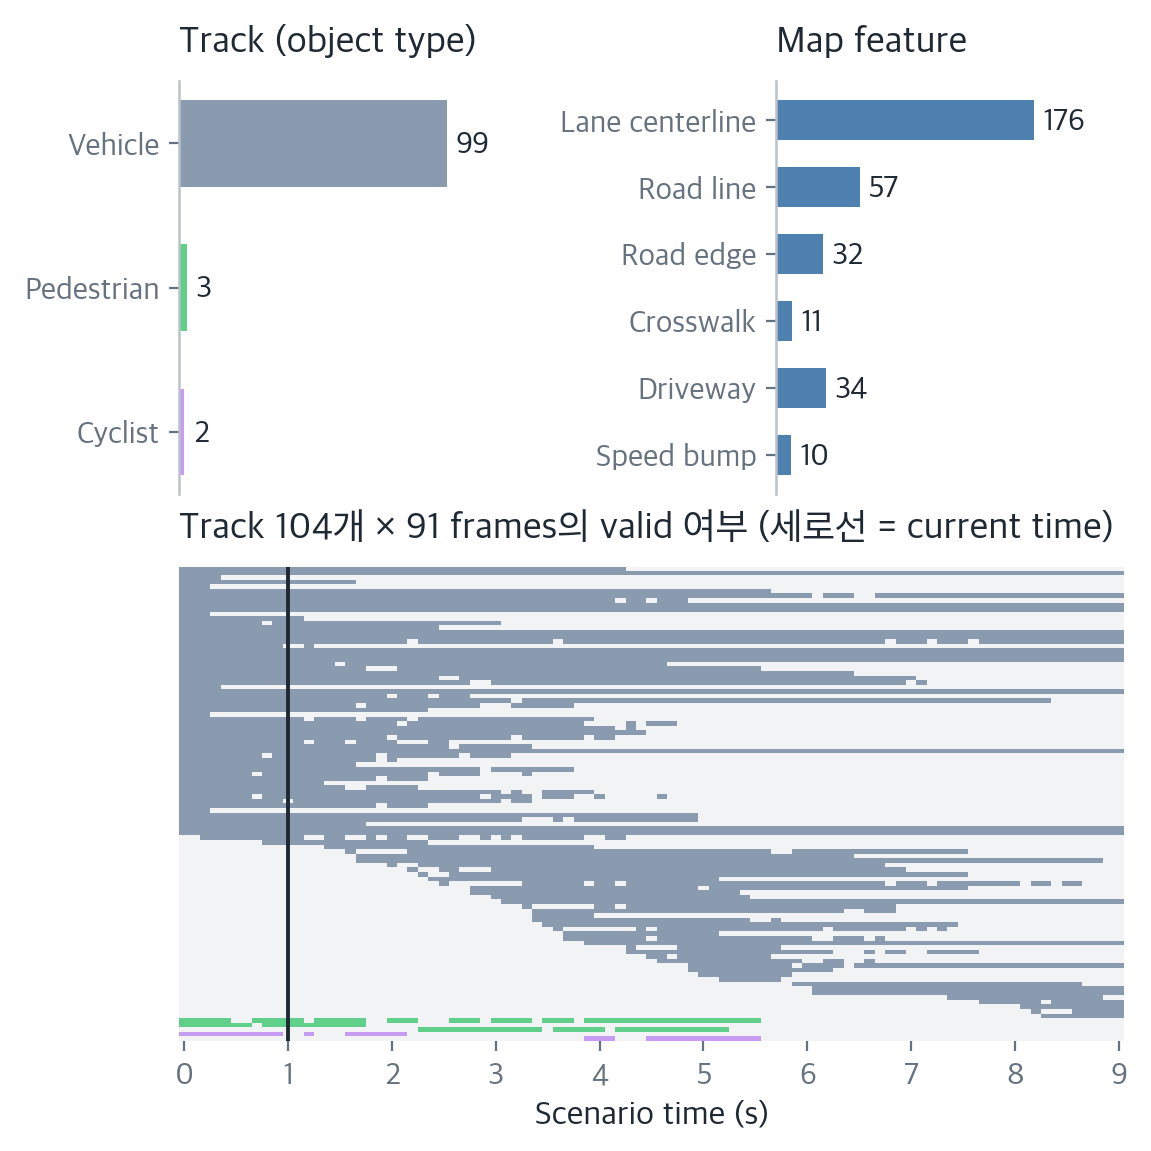 Track (object type)
Vehicle
99
Pedestrian
3
Cyclist
2
Map feature
Lane centerline
176
Road line
57
Road edge
32
Crosswalk
11
Driveway
34
Speed bump
10
Track 104개 × 91 frames의 valid 여부 (세로선 = current time)
0 1 2 3 4 5 6 7 8 9
Scenario time (s)